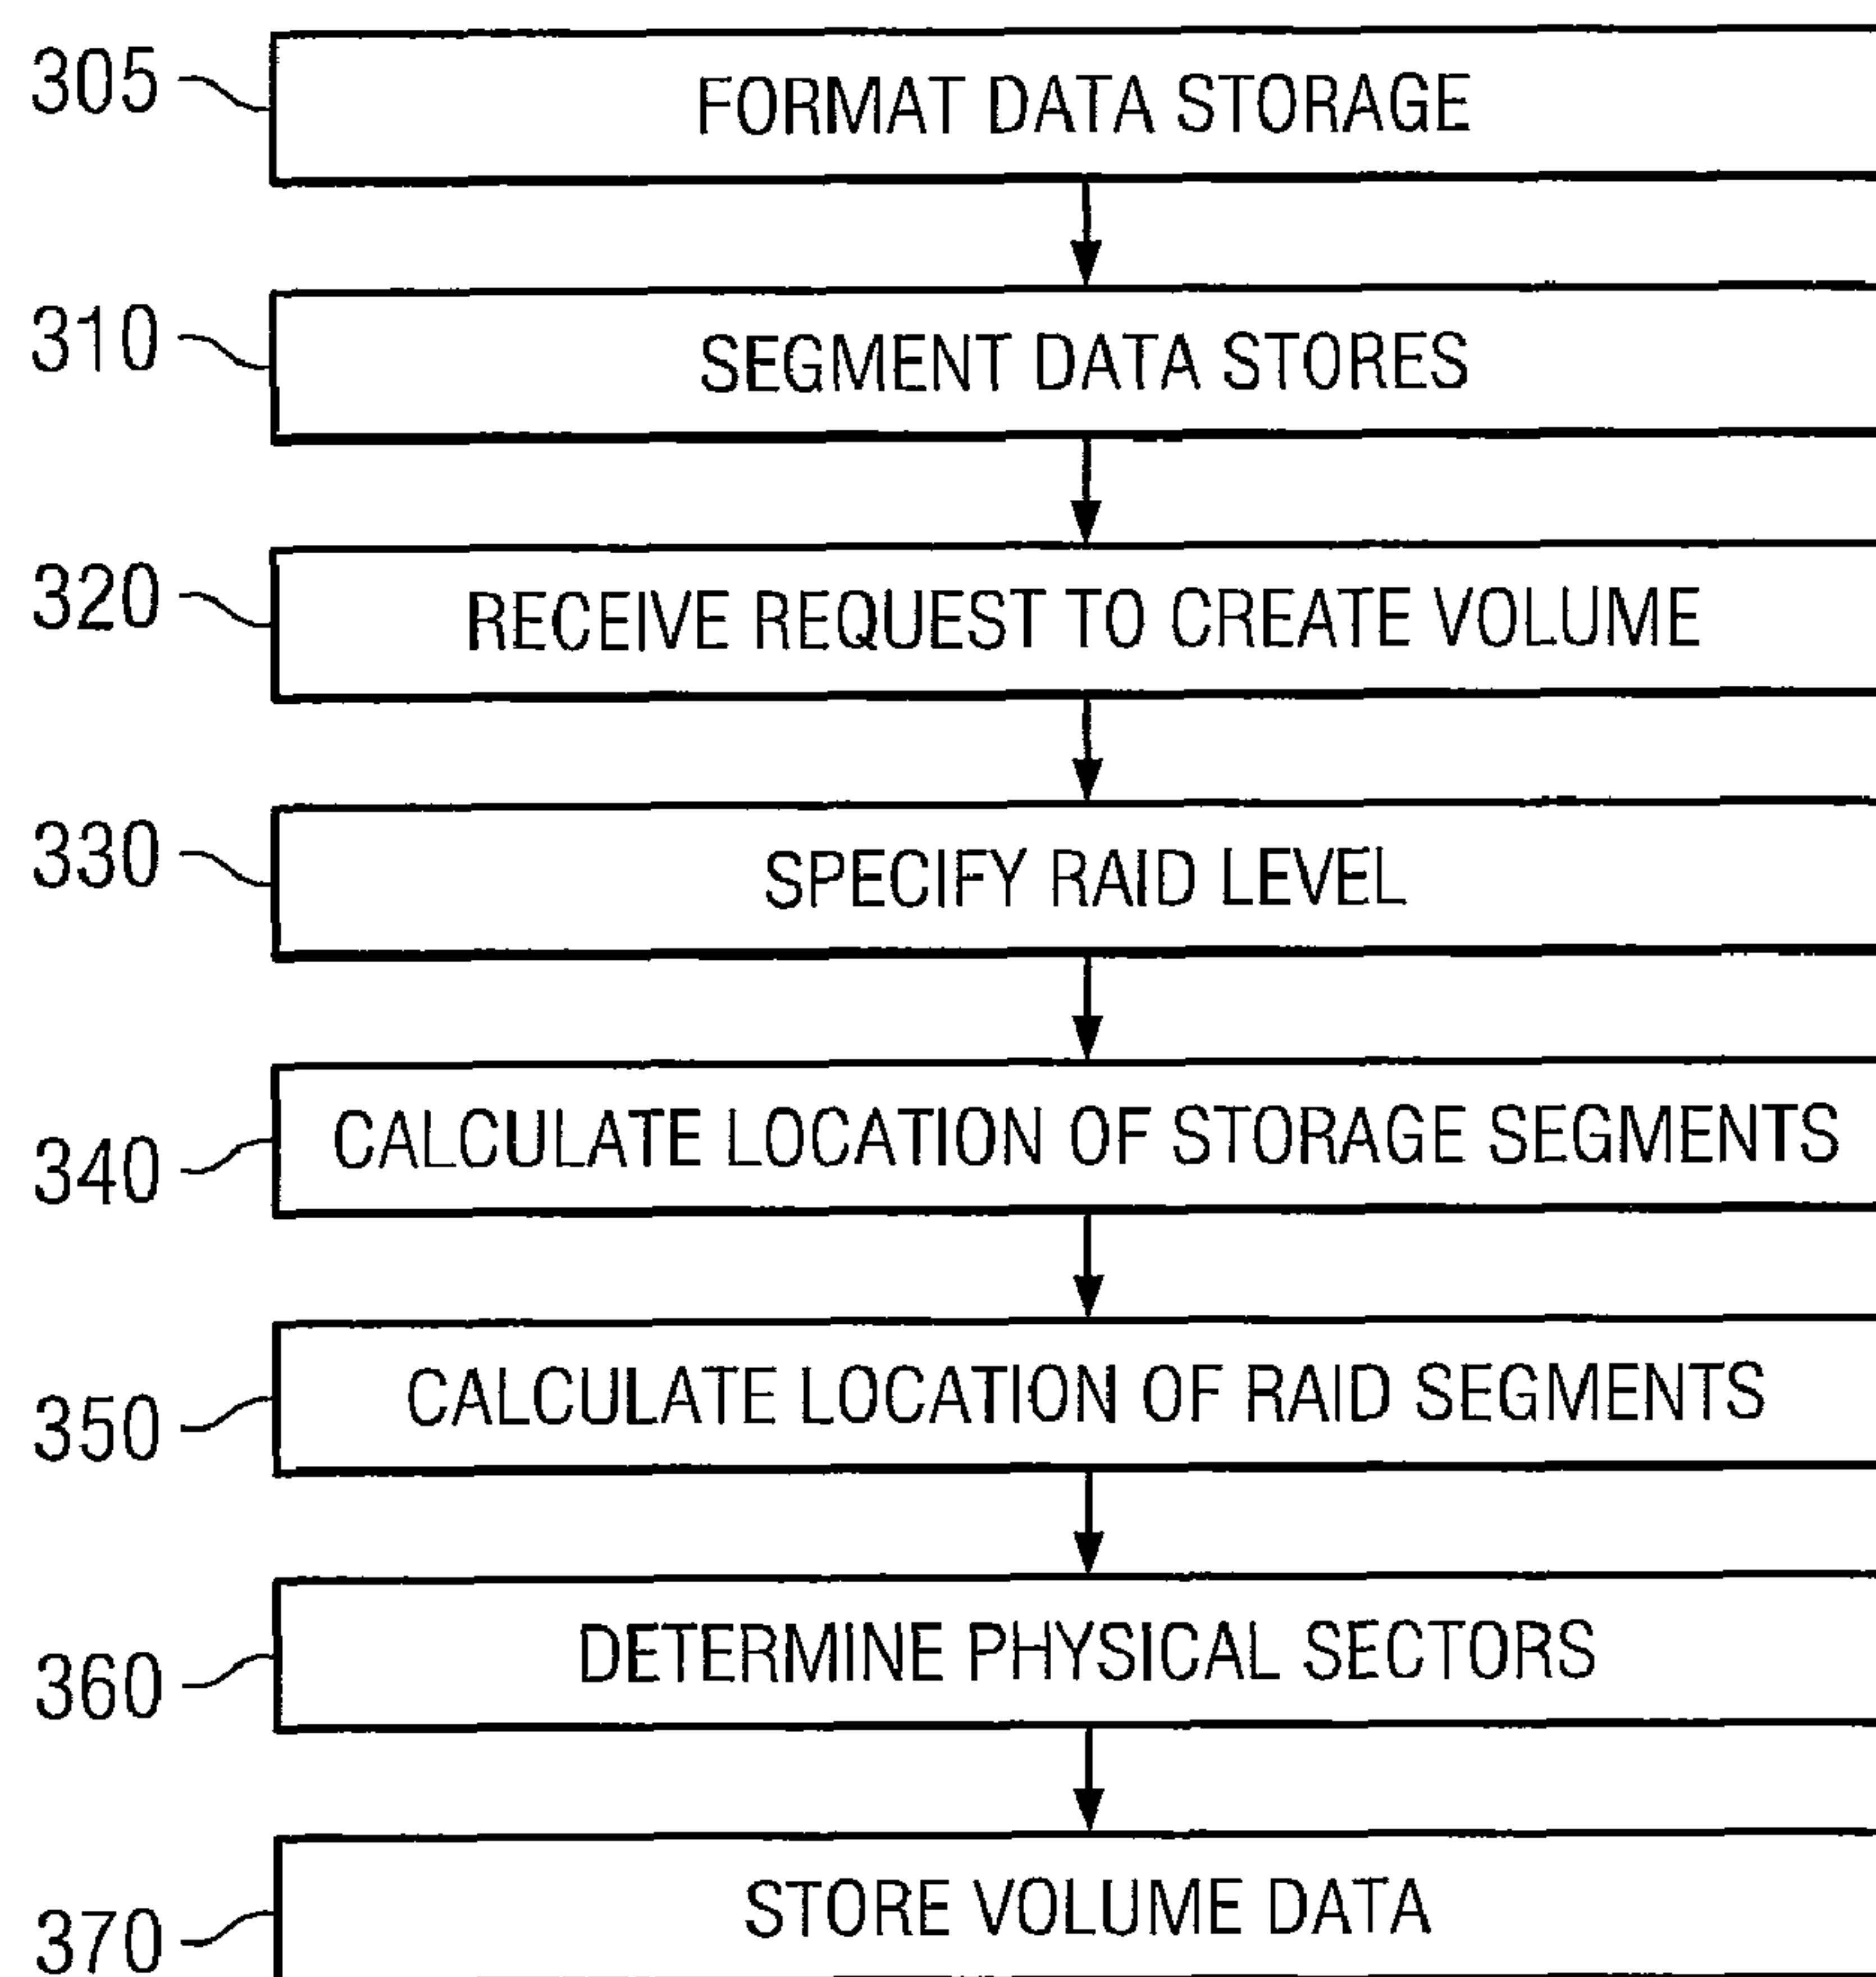 305 FORMAT DATA STORAGE
310 SEGMENT DATA STORES
320 RECEIVE REQUEST TO CREATE VOLUME
330 SPECIFY RAID LEVEL
340 CALCULATE LOCATION OF STORAGE SEGMENTS
350 CALCULATE LOCATION OF RAID SEGMENTS
360 DETERMINE PHYSICAL SECTORS
370 STORE VOLUME DATA